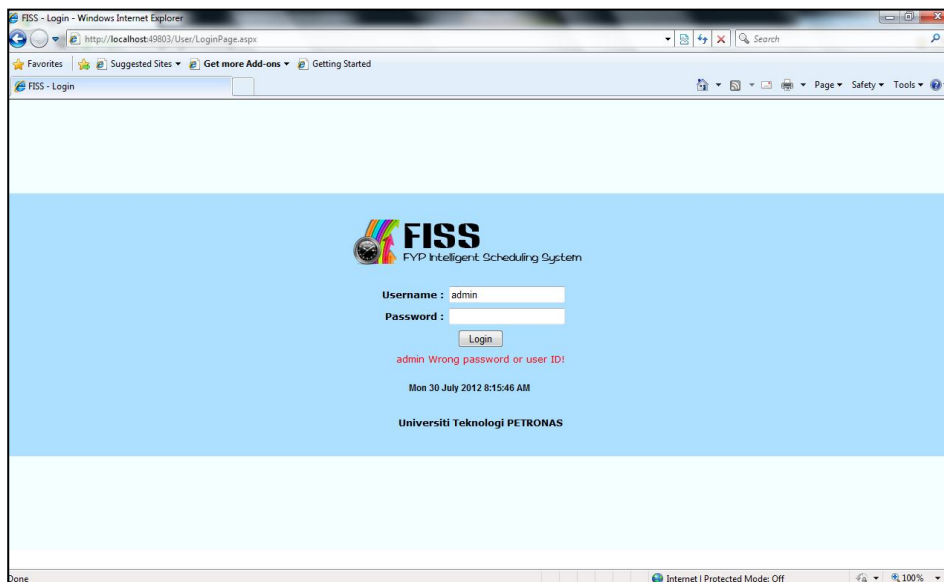 FISS - Login - Windows Internet Explorer
http://localhost:49803/User/LoginPage.aspx
Search
Favorites Suggested Sites Get more Add-ons Getting Started
FISS - Login Page Safety Tools
FISS
FYP Intelligent Scheduling System
Username : admin
Password :
Login
admin Wrong password or user ID!
Mon 30 July 2012 8:15:46 AM
Universiti Teknologi PETRONAS
Done Internet | Protected Mode: Off 100%